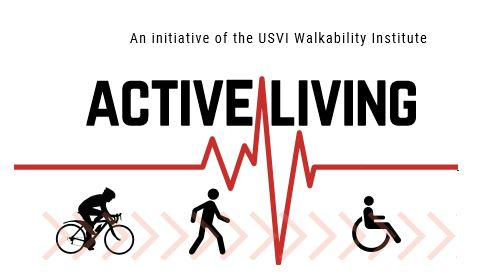 An initiative of the USVI Walkability Institute
ACTIVE LIVING